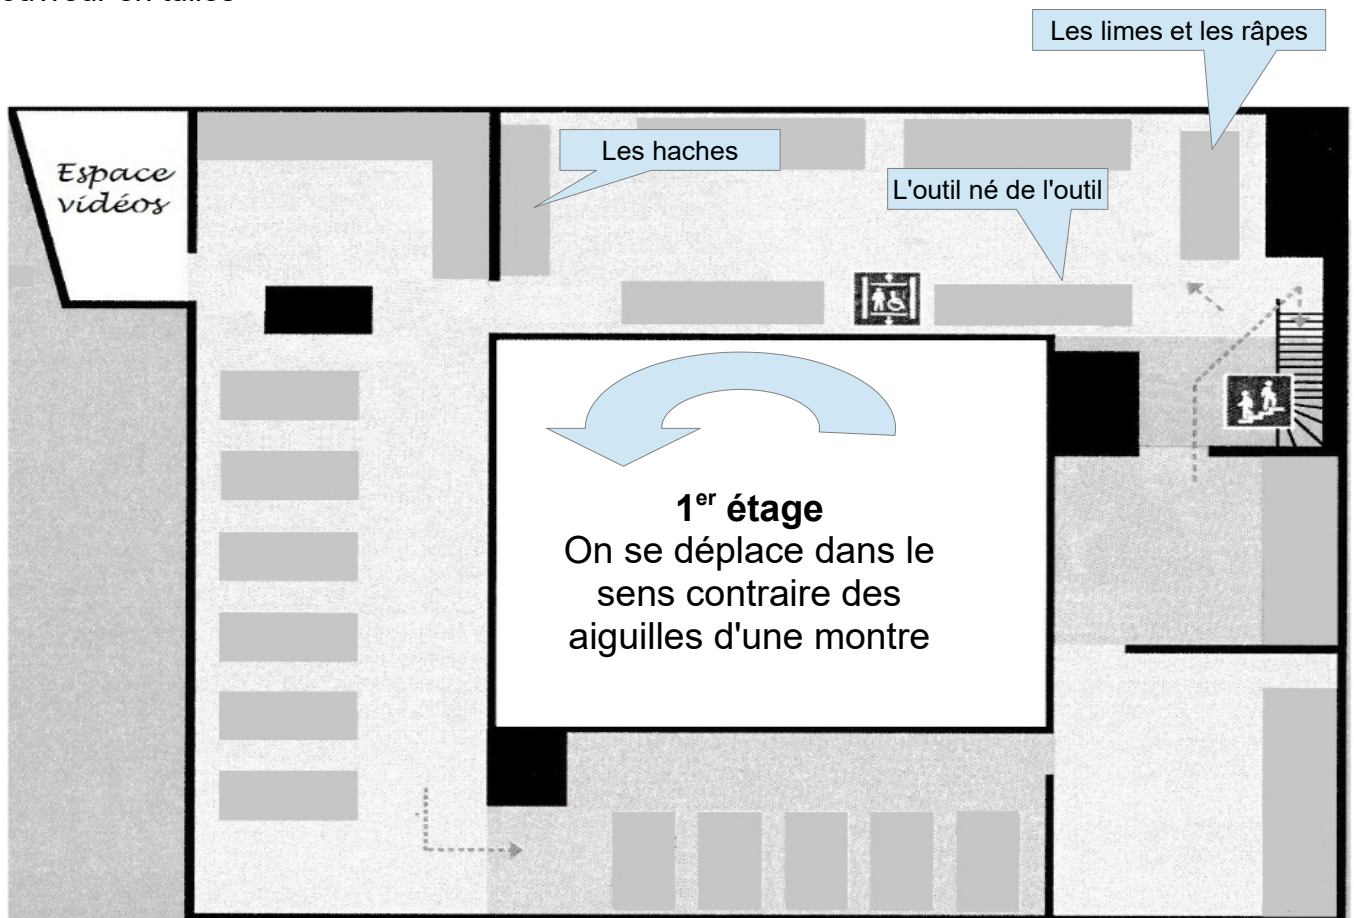 Les limes et les râpes
Les haches
L'outil né de l'outil
Espace
vidéos
1er étage
On se déplace dans le
sens contraire des
aiguilles d'une montre